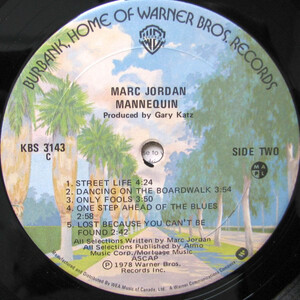 BURBANK, HOME OF WARNER BROS. RECORDS
MARC JORDAN
MANNEQUIN
Produced by Gary Katz
KBS 3143
C
SIDE TWO
1 STREET LIFE 4:24
2 DANCING ON THE BOARDWALK 3:54
3 ONLY FOOLS 3:50
4 ONE STEP AHEAD OF THE BLUES
2:58
5 LOST BECAUSE YOU CAN'T BE
FOUND 2:42
All Selections Written by Marc Jordan
All Selections Published by Aimo
Music Corp./Mortgage Music
ASCAP
℗ 1978 Warner Bros.
Records Inc.